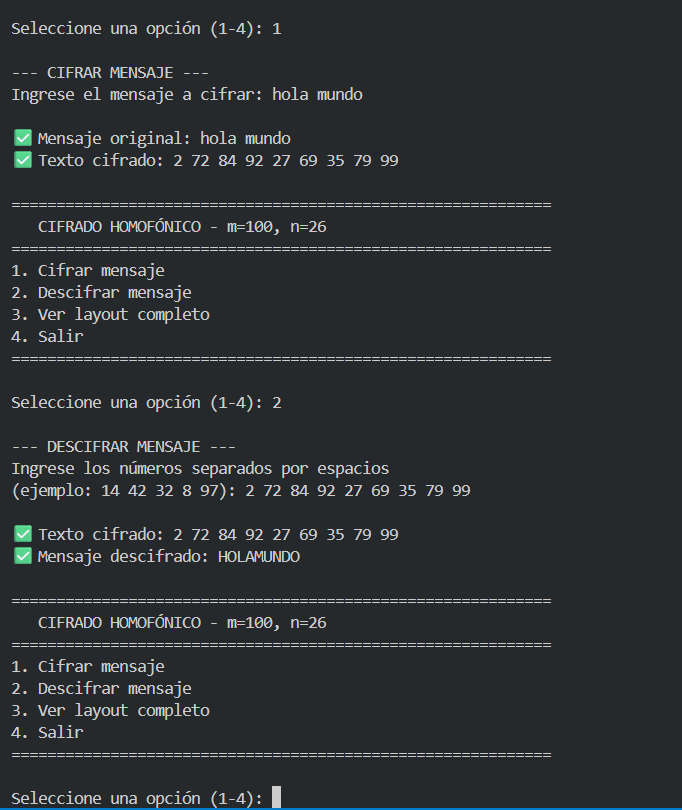 Seleccione una opción (1-4): 1
--- CIFRAR MENSAJE ---
Ingrese el mensaje a cifrar: hola mundo
✅ Mensaje original: hola mundo
✅ Texto cifrado: 2 72 84 92 27 69 35 79 99
============================================================
CIFRADO HOMOFÓNICO - m=100, n=26
============================================================
1. Cifrar mensaje
2. Descifrar mensaje
3. Ver layout completo
4. Salir
============================================================
Seleccione una opción (1-4): 2
--- DESCIFRAR MENSAJE ---
Ingrese los números separados por espacios
(ejemplo: 14 42 32 8 97): 2 72 84 92 27 69 35 79 99
✅ Texto cifrado: 2 72 84 92 27 69 35 79 99
✅ Mensaje descifrado: HOLAMUNDO
============================================================
CIFRADO HOMOFÓNICO - m=100, n=26
============================================================
1. Cifrar mensaje
2. Descifrar mensaje
3. Ver layout completo
4. Salir
============================================================
Seleccione una opción (1-4):